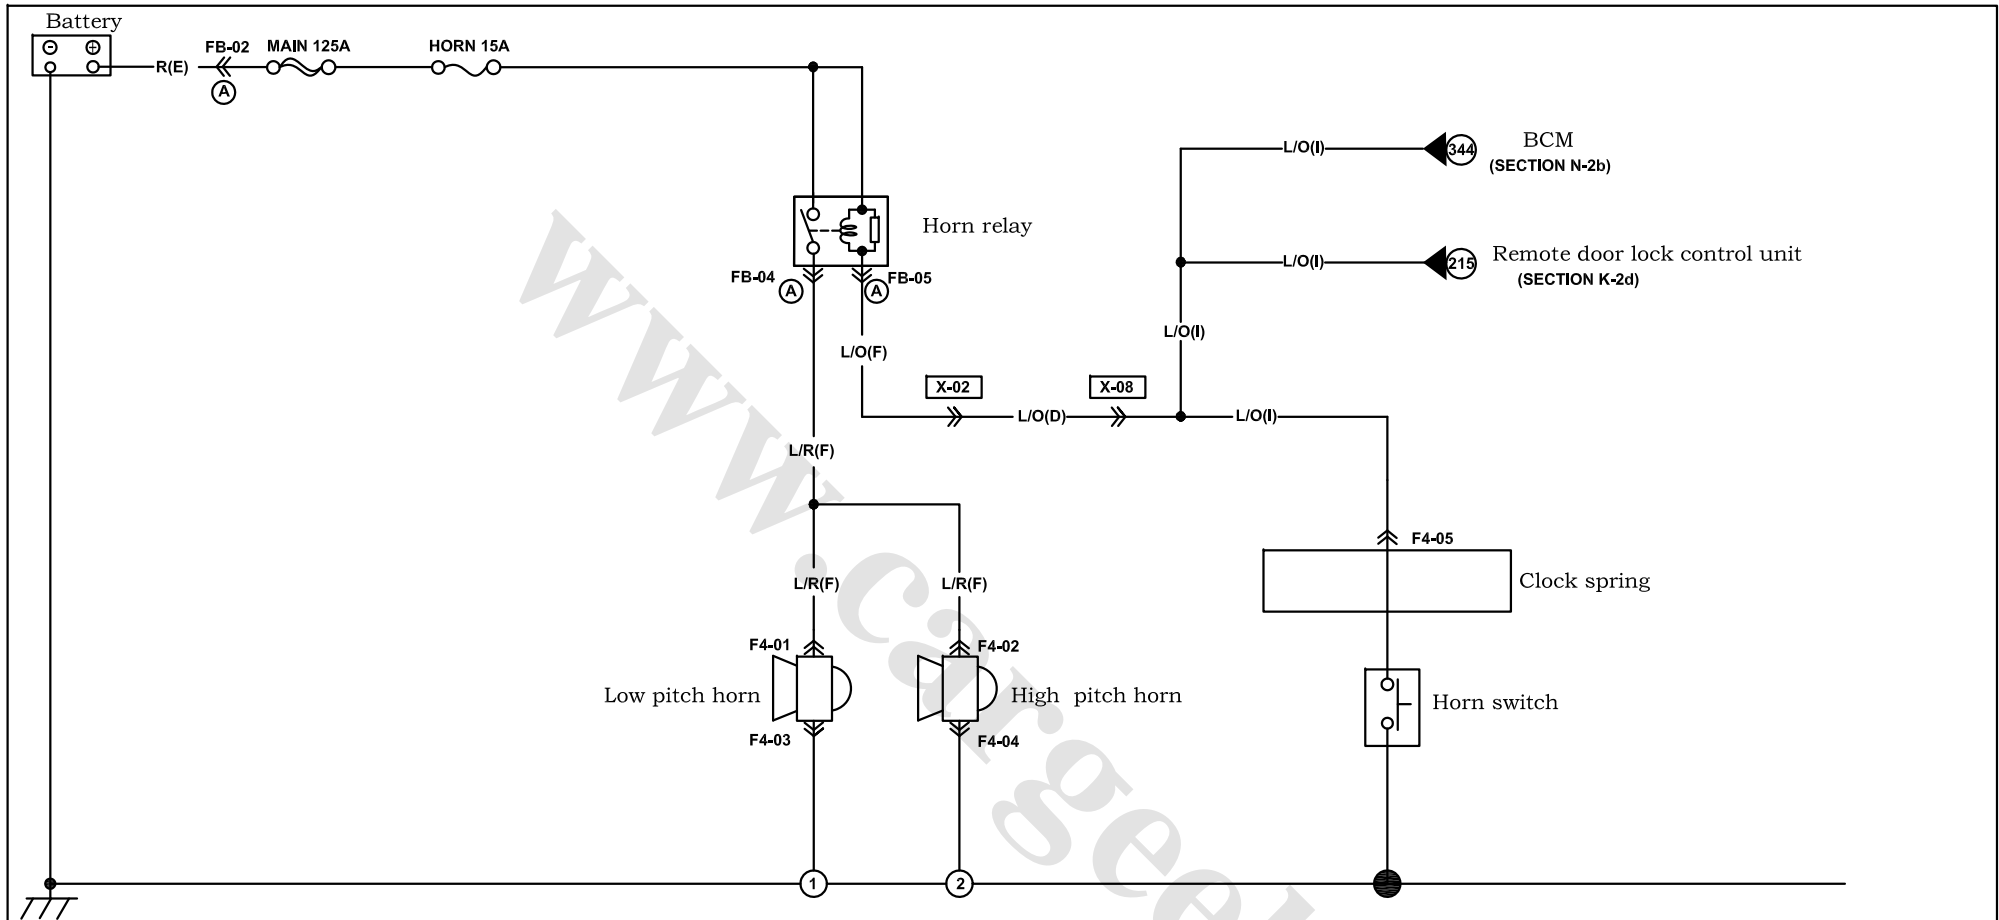 Battery
FB-02
MAIN 125A
HORN 15A
R(E)
A
L/O(I)
344
BCM
(SECTION N-2b)
Horn relay
L/O(I)
215
Remote door lock control unit
(SECTION K-2d)
FB-04
A
A
FB-05
L/O(I)
L/O(F)
X-02
X-08
L/O(D)
L/O(I)
L/R(F)
F4-05
Clock spring
L/R(F)
L/R(F)
F4-01
F4-02
Low pitch horn
High pitch horn
Horn switch
F4-03
F4-04
1
2
www.cargeek